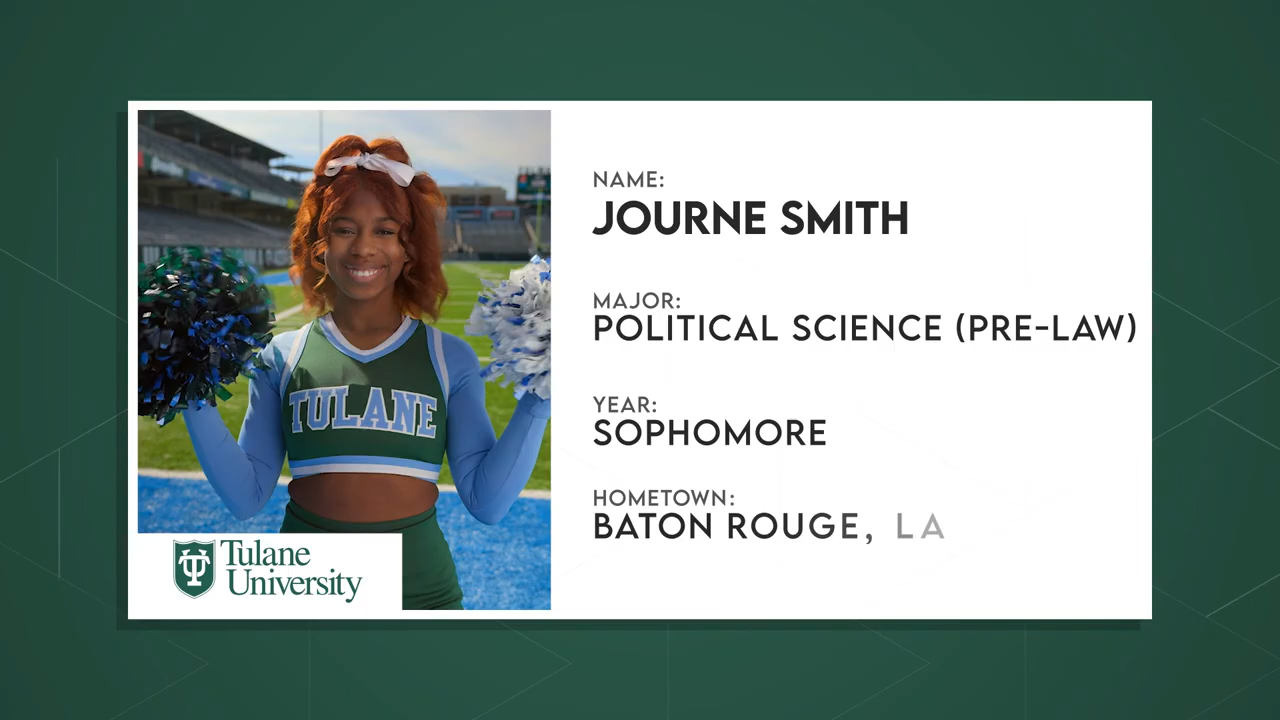 NAME:
JOURNE SMITH
MAJOR:
POLITICAL SCIENCE (PRE-LAW)
YEAR:
SOPHOMORE
HOMETOWN:
BATON ROUGE, LA
TULANE
Tulane
University